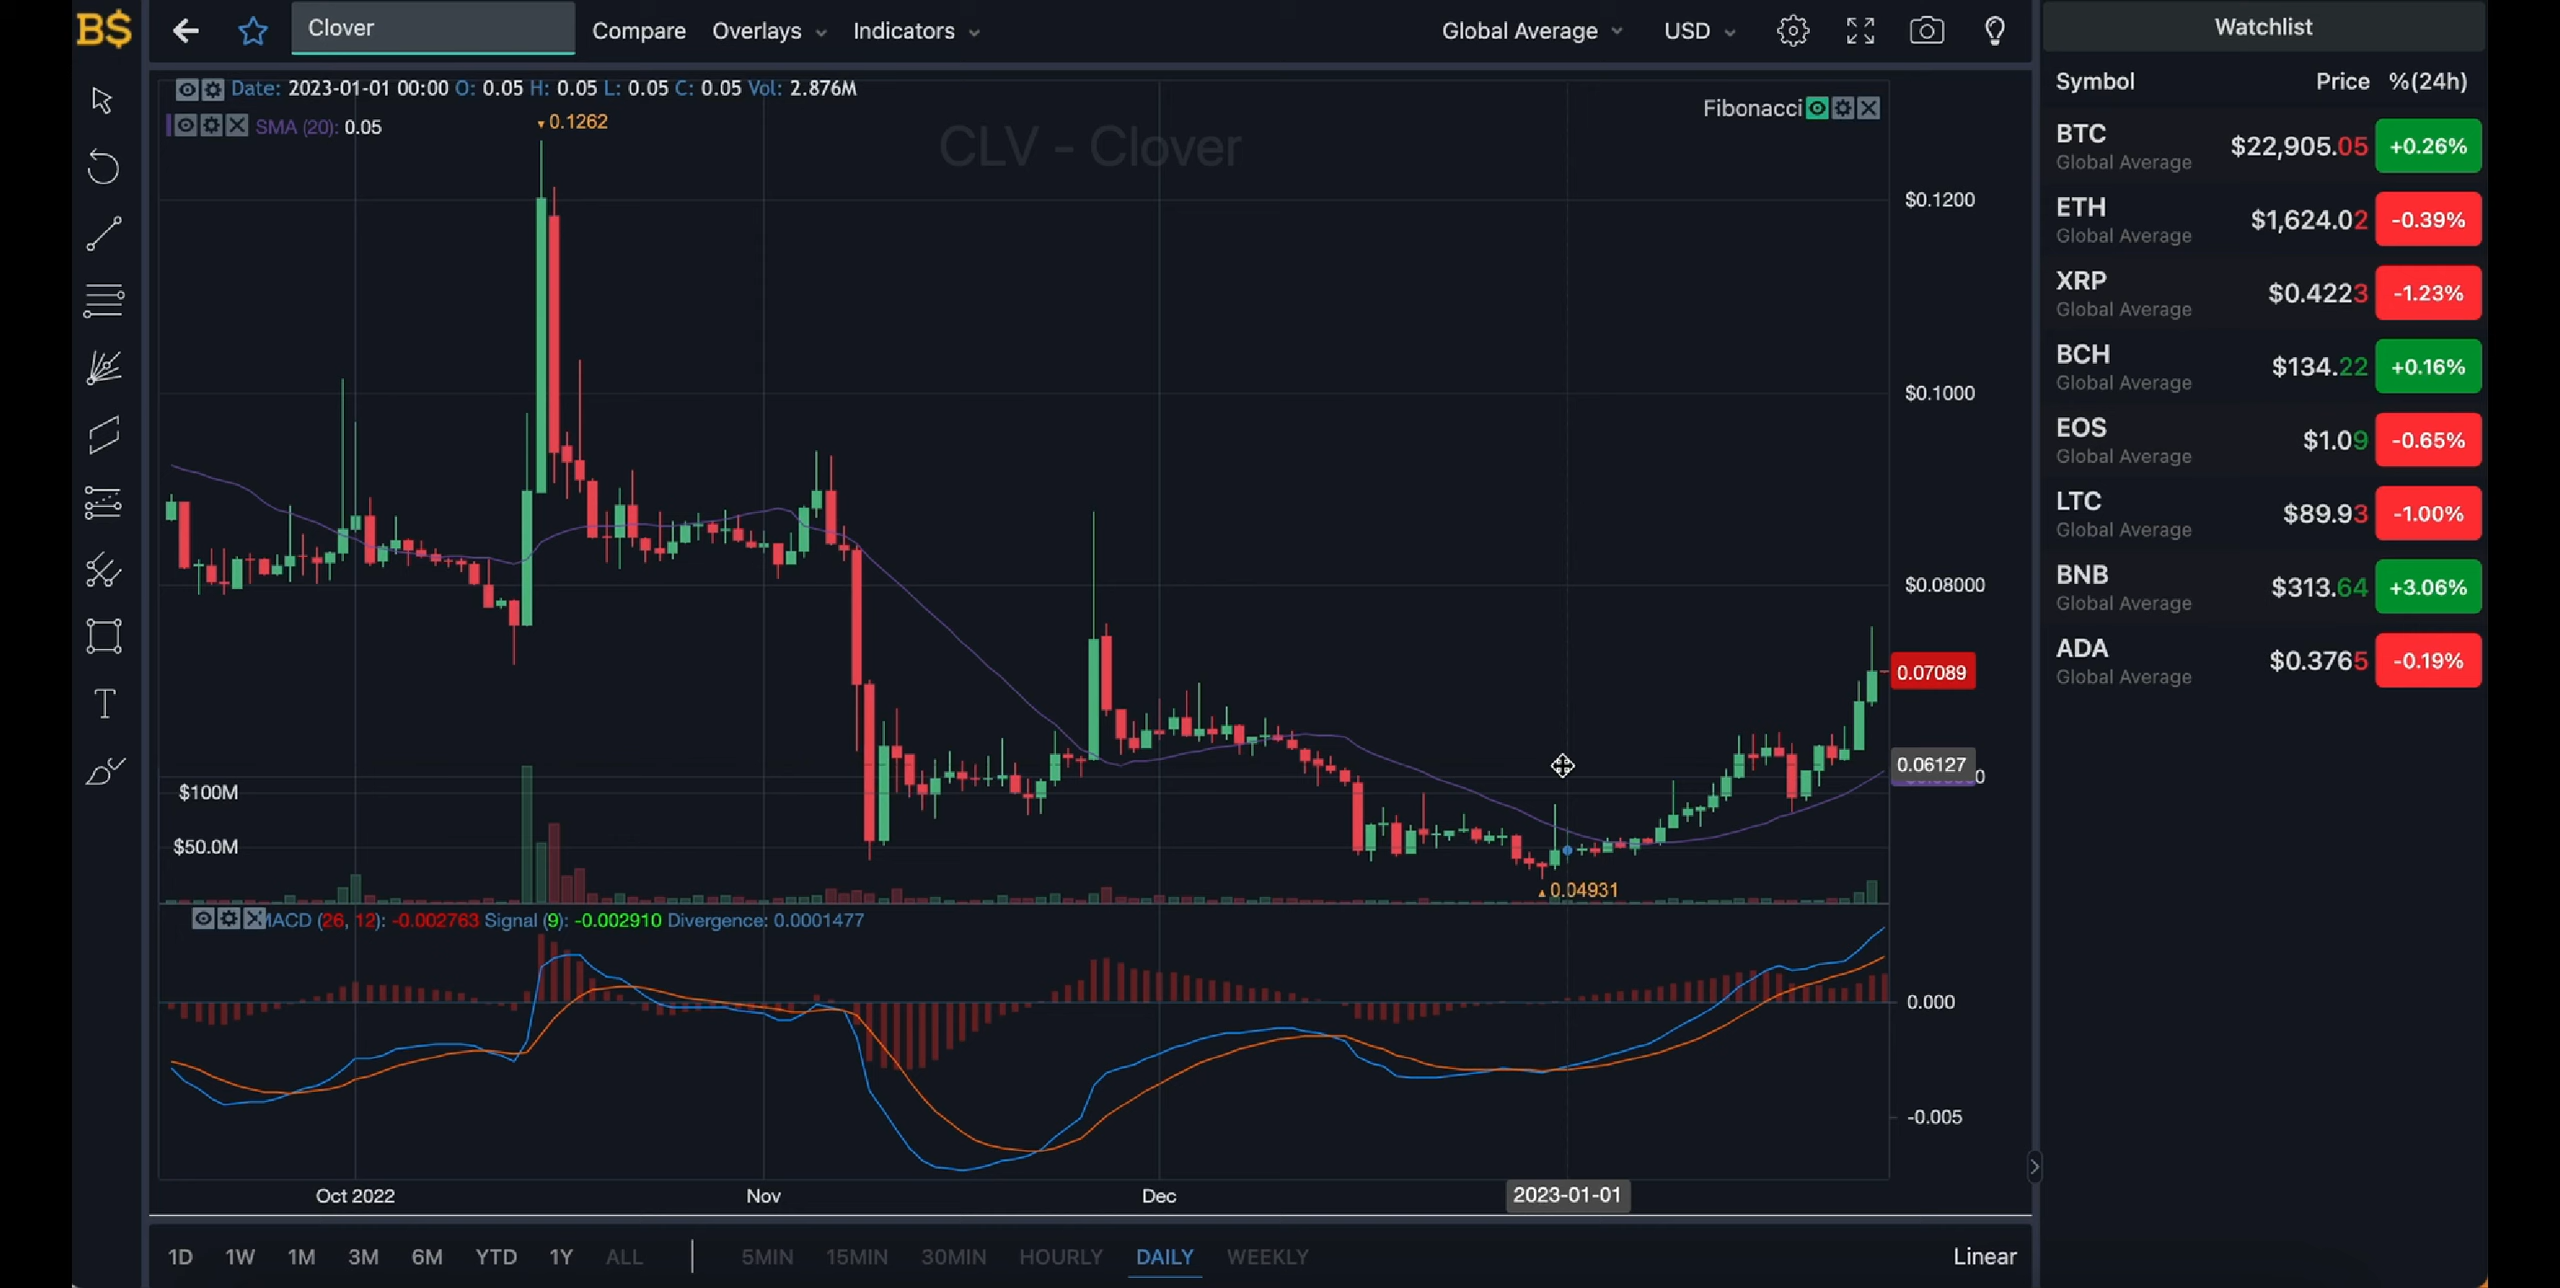 B$
Clover
Compare Overlays Indicators
Global Average USD
Date: 2023-01-01 00:00 O: 0.05 H: 0.05 L: 0.05 C: 0.05 Vol: 2.876M
SMA (20): 0.05
0.1262
CLV - Clover
Fibonacci
$0.1200
$0.1000
$0.08000
0.07089
0.06127
0
$100M
$50.0M
0.04931
MACD (26, 12): -0.002763 Signal (9): -0.002910 Divergence: 0.0001477
0.000
-0.005
Oct 2022 Nov Dec 2023-01-01
1D 1W 1M 3M 6M YTD 1Y ALL 5MIN 15MIN 30MIN HOURLY DAILY WEEKLY Linear
Watchlist
Symbol Price %(24h)
BTC $22,905.05 +0.26%
Global Average
ETH $1,624.02 -0.39%
Global Average
XRP $0.4223 -1.23%
Global Average
BCH $134.22 +0.16%
Global Average
EOS $1.09 -0.65%
Global Average
LTC $89.93 -1.00%
Global Average
BNB $313.64 +3.06%
Global Average
ADA $0.3765 -0.19%
Global Average
T